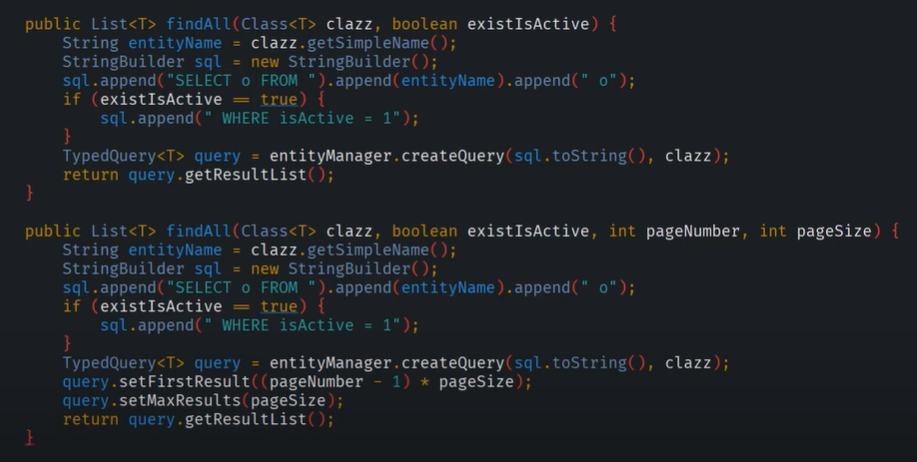 public List<T> findAll(Class<T> clazz, boolean existIsActive) {
String entityName = clazz.getSimpleName();
StringBuilder sql = new StringBuilder();
sql.append("SELECT o FROM ").append(entityName).append(" o");
if (existIsActive == true) {
sql.append(" WHERE isActive = 1");
}
TypedQuery<T> query = entityManager.createQuery(sql.toString(), clazz);
return query.getResultList();
}
public List<T> findAll(Class<T> clazz, boolean existIsActive, int pageNumber, int pageSize) {
String entityName = clazz.getSimpleName();
StringBuilder sql = new StringBuilder();
sql.append("SELECT o FROM ").append(entityName).append(" o");
if (existIsActive == true) {
sql.append(" WHERE isActive = 1");
}
TypedQuery<T> query = entityManager.createQuery(sql.toString(), clazz);
query.setFirstResult((pageNumber - 1) * pageSize);
query.setMaxResults(pageSize);
return query.getResultList();
}